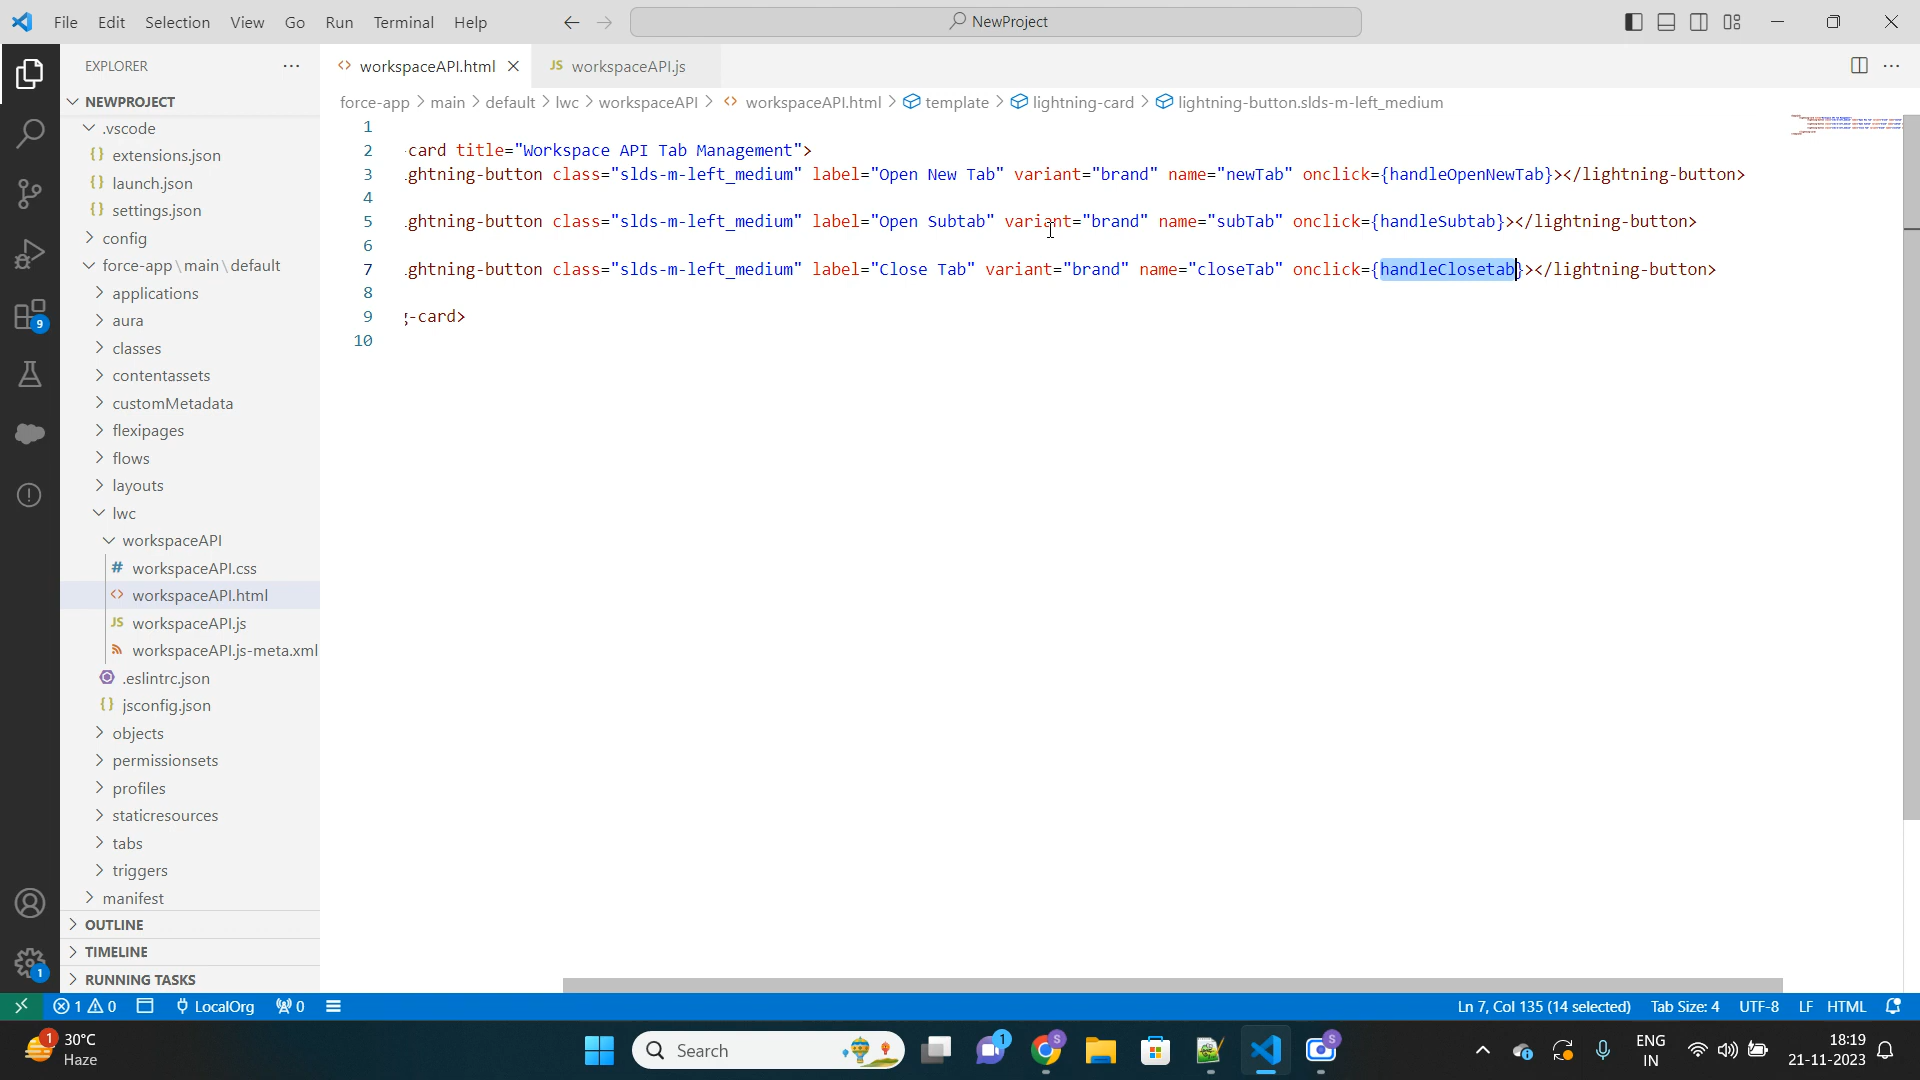 File Edit Selection View Go Run Terminal Help
NewProject
EXPLORER
workspaceAPI.html
JS workspaceAPI.js
force-app > main > default > lwc > workspaceAPI > <> workspaceAPI.html > template > lightning-card > lightning-button.slds-m-left_medium
NEWPROJECT
.vscode
{} extensions.json
{} launch.json
{} settings.json
config
force-app\main\default
applications
aura
classes
contentassets
customMetadata
flexipages
flows
layouts
lwc
workspaceAPI
# workspaceAPI.css
<> workspaceAPI.html
JS workspaceAPI.js
workspaceAPI.js-meta.xml
.eslintrc.json
{} jsconfig.json
objects
permissionsets
profiles
staticresources
tabs
triggers
manifest
OUTLINE
TIMELINE
RUNNING TASKS
9
1
1
2 card title="Workspace API Tab Management">
3 ghtning-button class="slds-m-left_medium" label="Open New Tab" variant="brand" name="newTab" onclick={handleOpenNewTab}></lightning-button>
4
5 ghtning-button class="slds-m-left_medium" label="Open Subtab" variant="brand" name="subTab" onclick={handleSubtab}></lightning-button>
6
7 ghtning-button class="slds-m-left_medium" label="Close Tab" variant="brand" name="closeTab" onclick={handleClosetab}></lightning-button>
8
9 g-card>
10
1 0 LocalOrg 0
Ln 7, Col 135 (14 selected) Tab Size: 4 UTF-8 LF HTML
1 30°C
Haze
Search
1
S
S
ENG
IN
18:19
21-11-2023